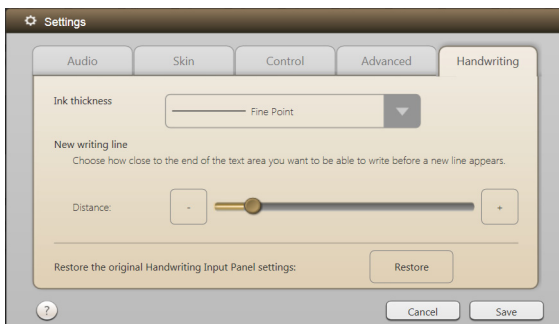 Settings
Audio Skin Control Advanced Handwriting
Ink thickness
Fine Point
New writing line
Choose how close to the end of the text area you want to be able to write before a new line appears.
Distance: - +
Restore the original Handwriting Input Panel settings: Restore
? Cancel Save